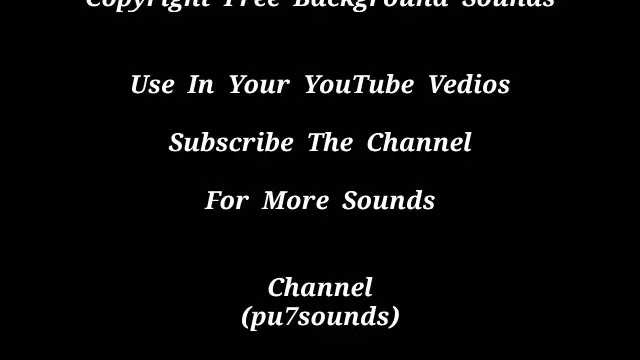 Copyright Free Background Sounds
Use In Your YouTube Vedios
Subscribe The Channel
For More Sounds
Channel
(pu7sounds)